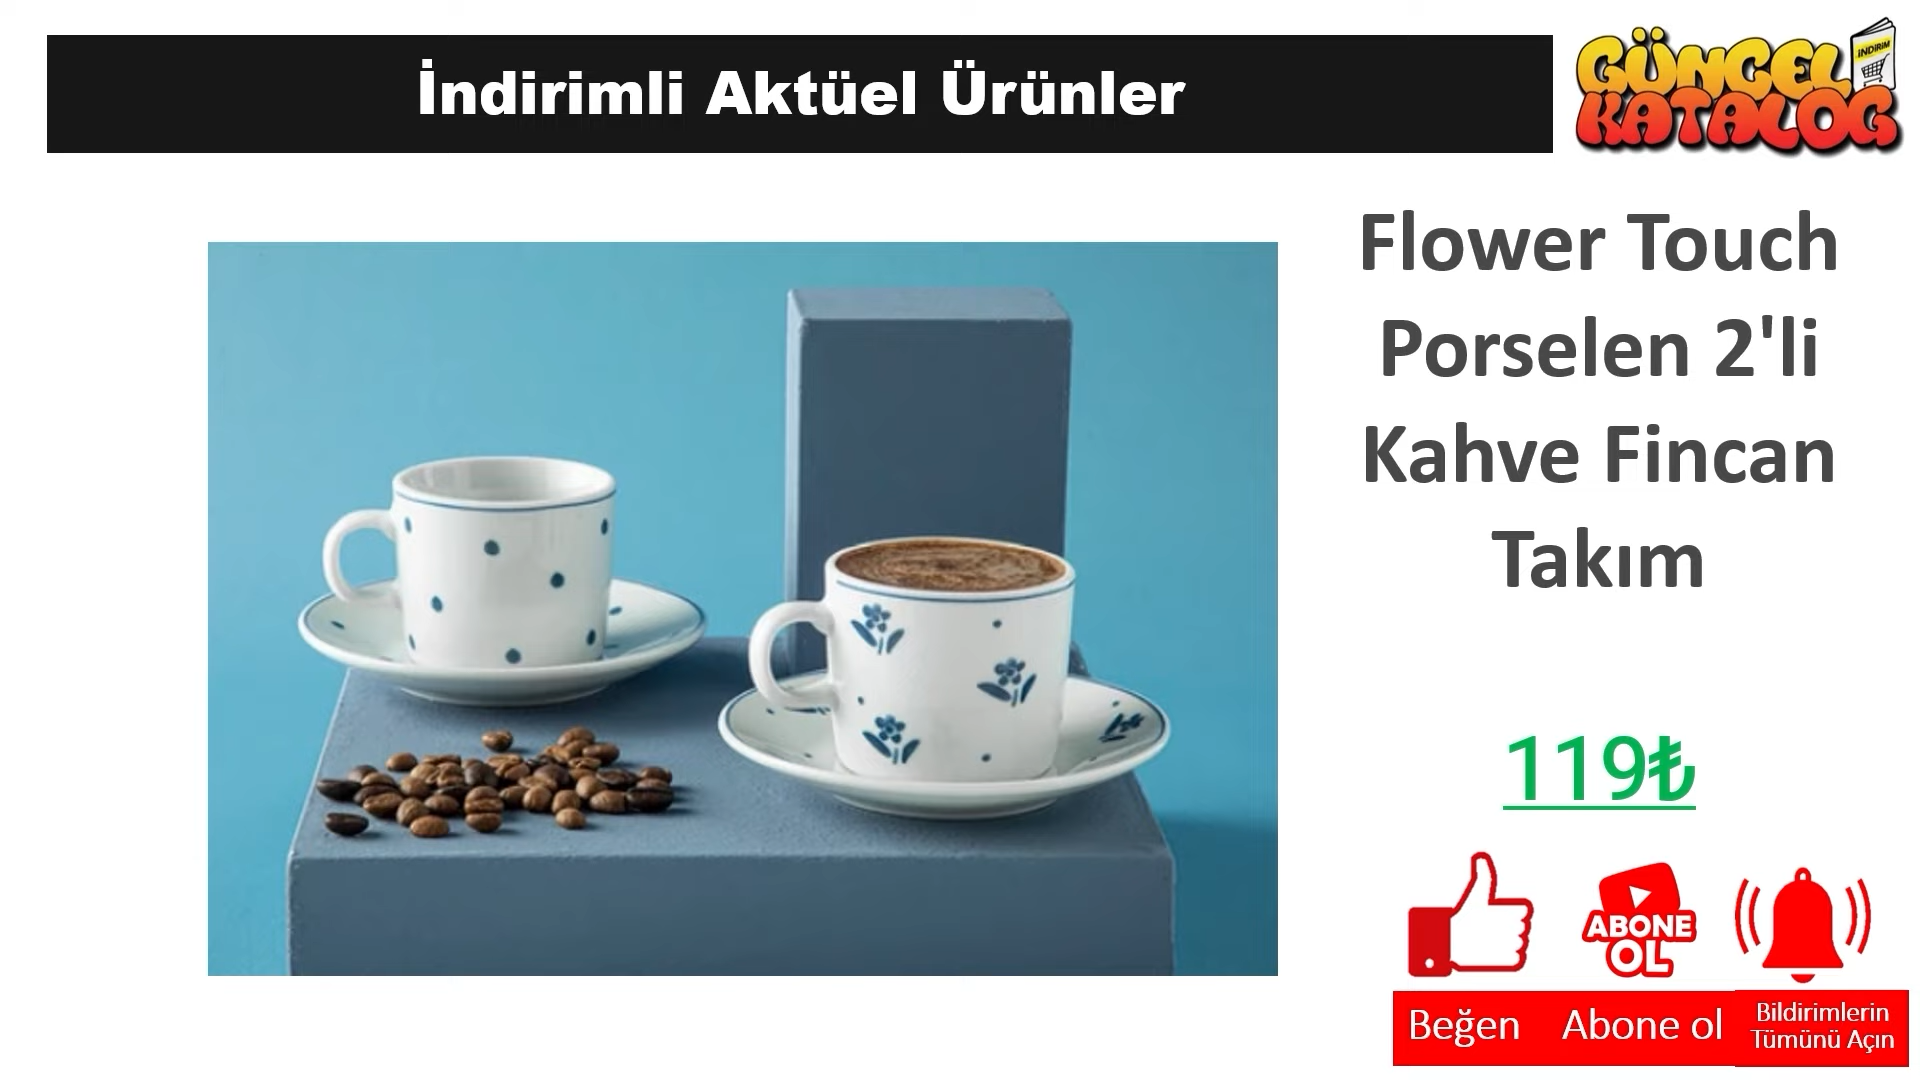 İndirimli Aktüel Ürünler
GÜNCEL
KATALOG
İNDİRİM
Flower Touch
Porselen 2'li
Kahve Fincan
Takım
119₺
ABONE
OL
Beğen
Abone ol
Bildirimlerin
Tümünü Açın